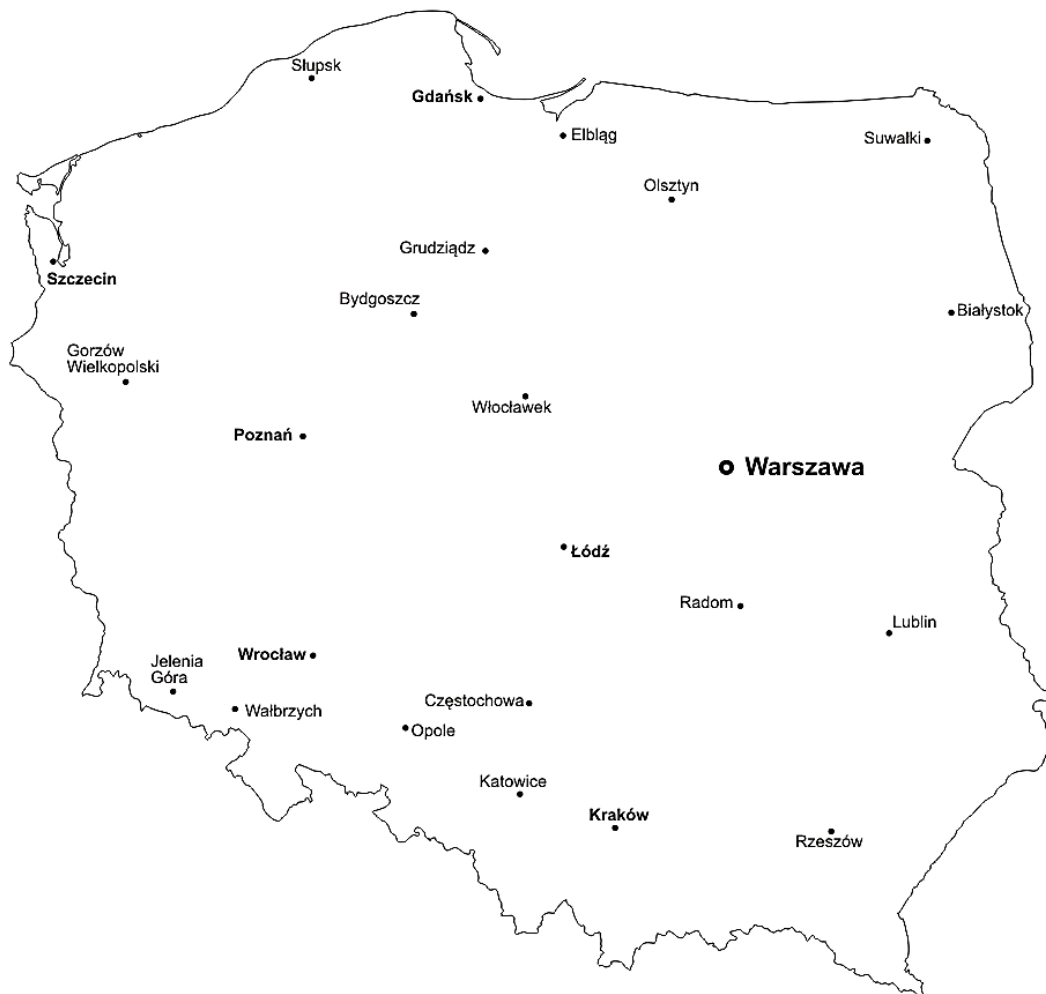 Słupsk
Gdańsk
Elbląg
Suwałki
Olsztyn
Grudziądz
Szczecin
Bydgoszcz
Białystok
Gorzów
Wielkopolski
Włocławek
Poznań
Warszawa
Łódź
Radom
Lublin
Wrocław
Jelenia
Góra
Częstochowa
Wałbrzych
Opole
Katowice
Kraków
Rzeszów